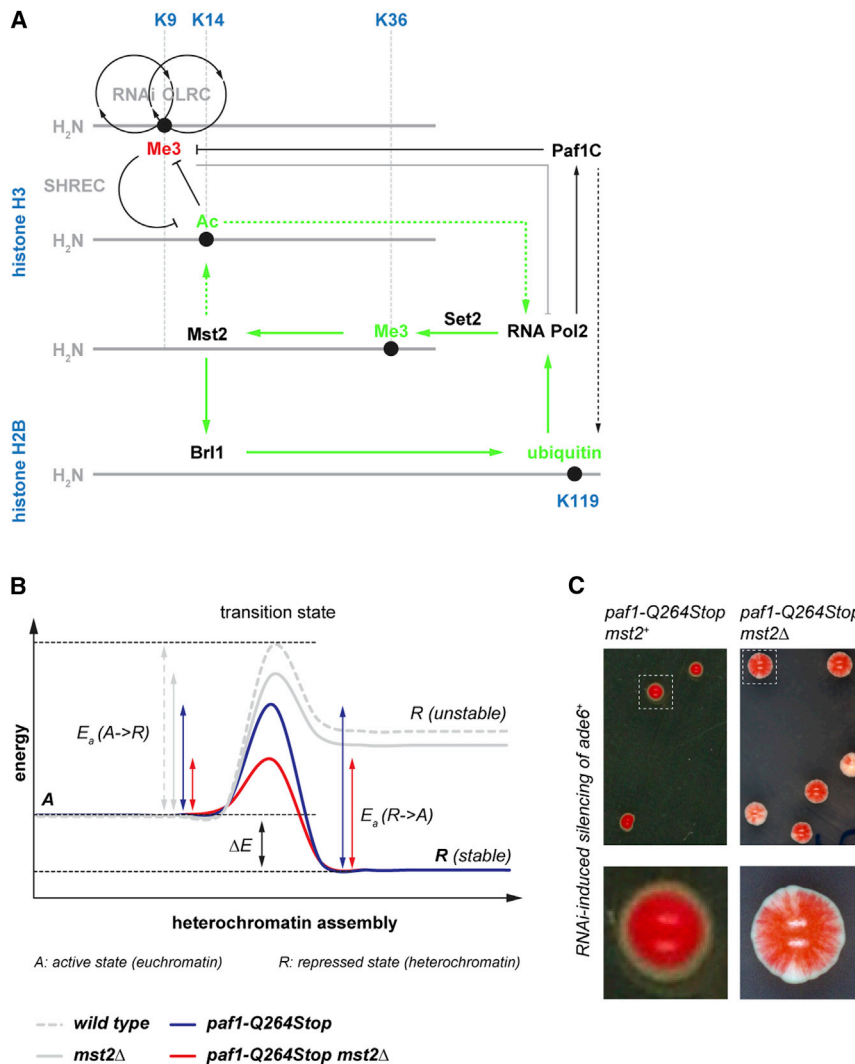 A
K9 K14 K36
RNAi CLRC
H2N
Me3
Paf1C
SHREC
Ac
H2N
histone H3
Set2
Mst2
Me3
RNA Pol2
H2N
Brl1
ubiquitin
histone H2B
H2N
K119
B
transition state
energy
Ea (A->R)
R (unstable)
A
Ea (R->A)
ΔE
R (stable)
heterochromatin assembly
A: active state (euchromatin) R: repressed state (heterochromatin)
wild type paf1-Q264Stop
mst2Δ paf1-Q264Stop mst2Δ
C
paf1-Q264Stop paf1-Q264Stop
mst2+ mst2Δ
RNAi-induced silencing of ade6+